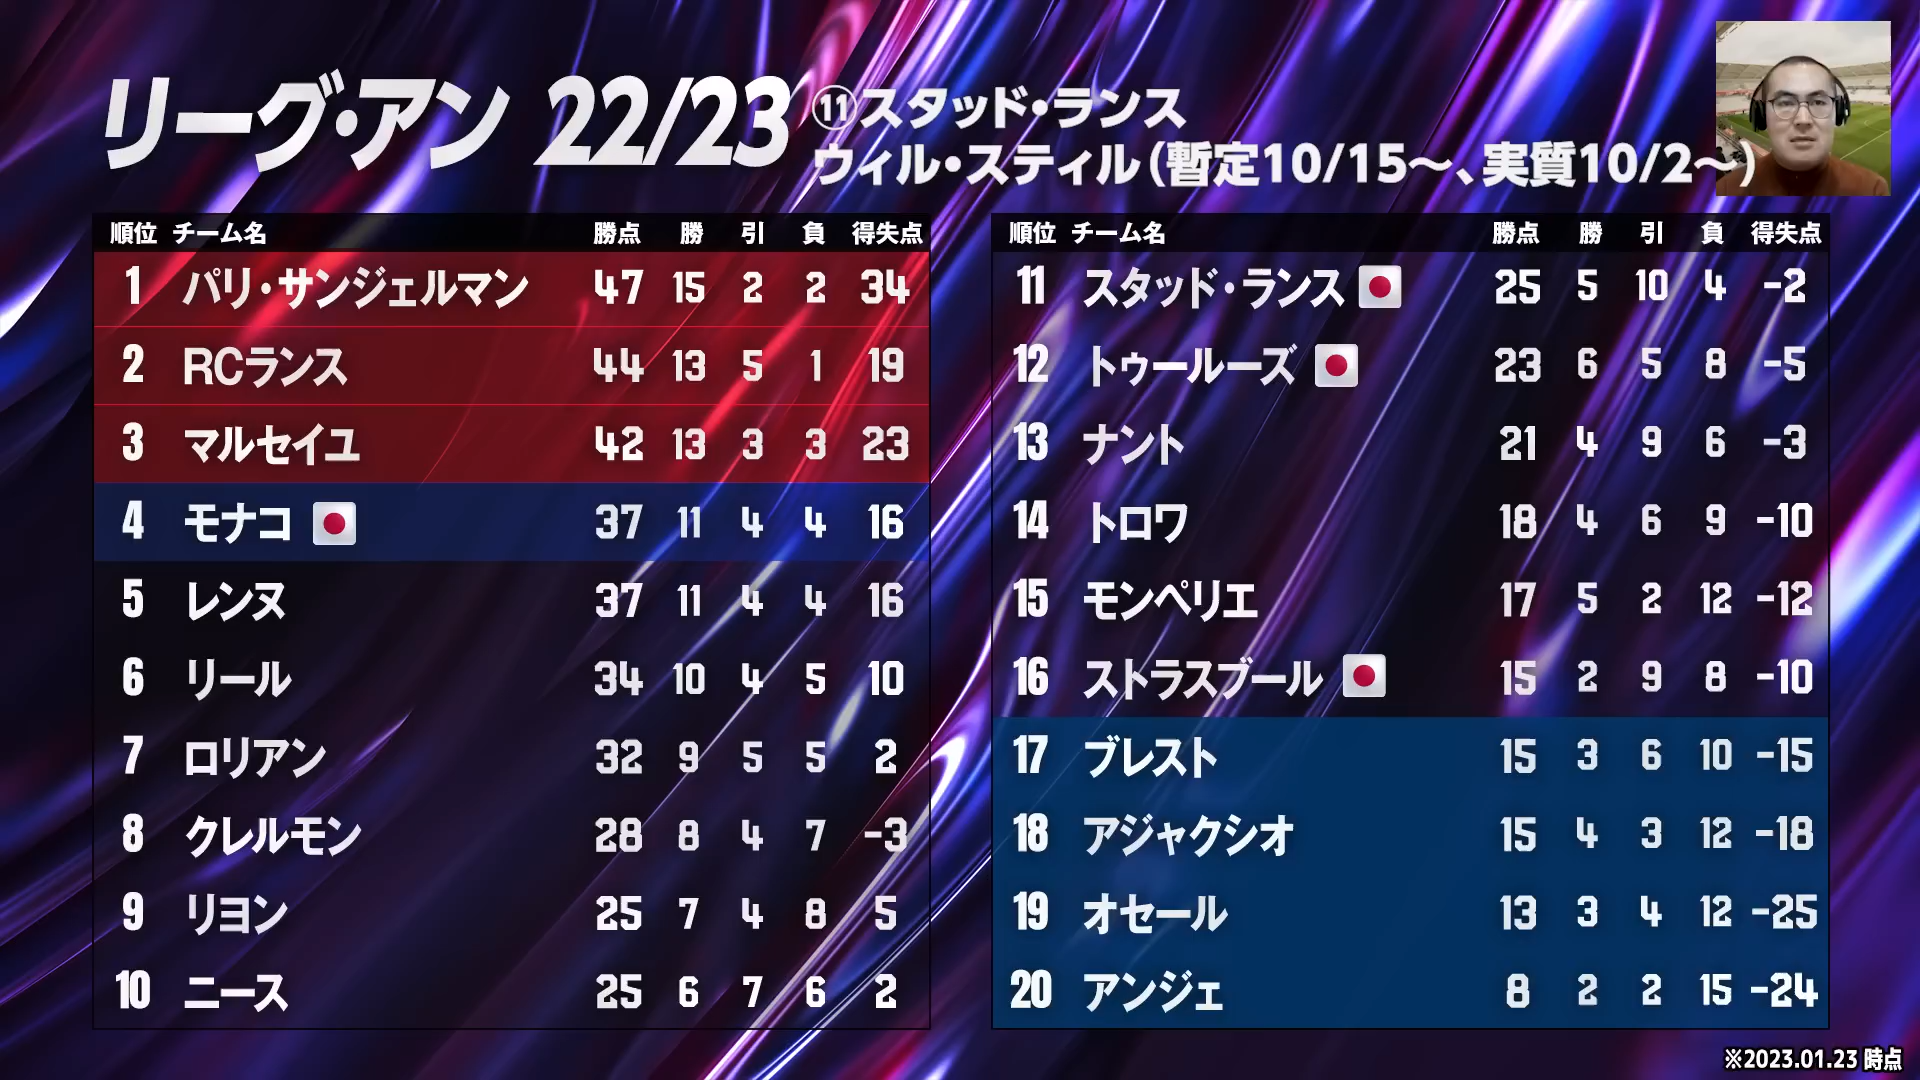 リーグ・アン 22/23
⑪スタッド・ランス
ウィル・スティル（暫定10/15〜、実質10/2〜）
順位 チーム名 勝点 勝 引 負 得失点
1 パリ・サンジェルマン 47 15 2 2 34
2 RCランス 44 13 5 1 19
3 マルセイユ 42 13 3 3 23
4 モナコ 37 11 4 4 16
5 レンヌ 37 11 4 4 16
6 リール 34 10 4 5 10
7 ロリアン 32 9 5 5 2
8 クレルモン 28 8 4 7 -3
9 リヨン 25 7 4 8 5
10 ニース 25 6 7 6 2
順位 チーム名 勝点 勝 引 負 得失点
11 スタッド・ランス 25 5 10 4 -2
12 トゥールーズ 23 6 5 8 -5
13 ナント 21 4 9 6 -3
14 トロワ 18 4 6 9 -10
15 モンペリエ 17 5 2 12 -12
16 ストラスブール 15 2 9 8 -10
17 ブレスト 15 3 6 10 -15
18 アジャクシオ 15 4 3 12 -18
19 オセール 13 3 4 12 -25
20 アンジェ 8 2 2 15 -24
※2023.01.23 時点